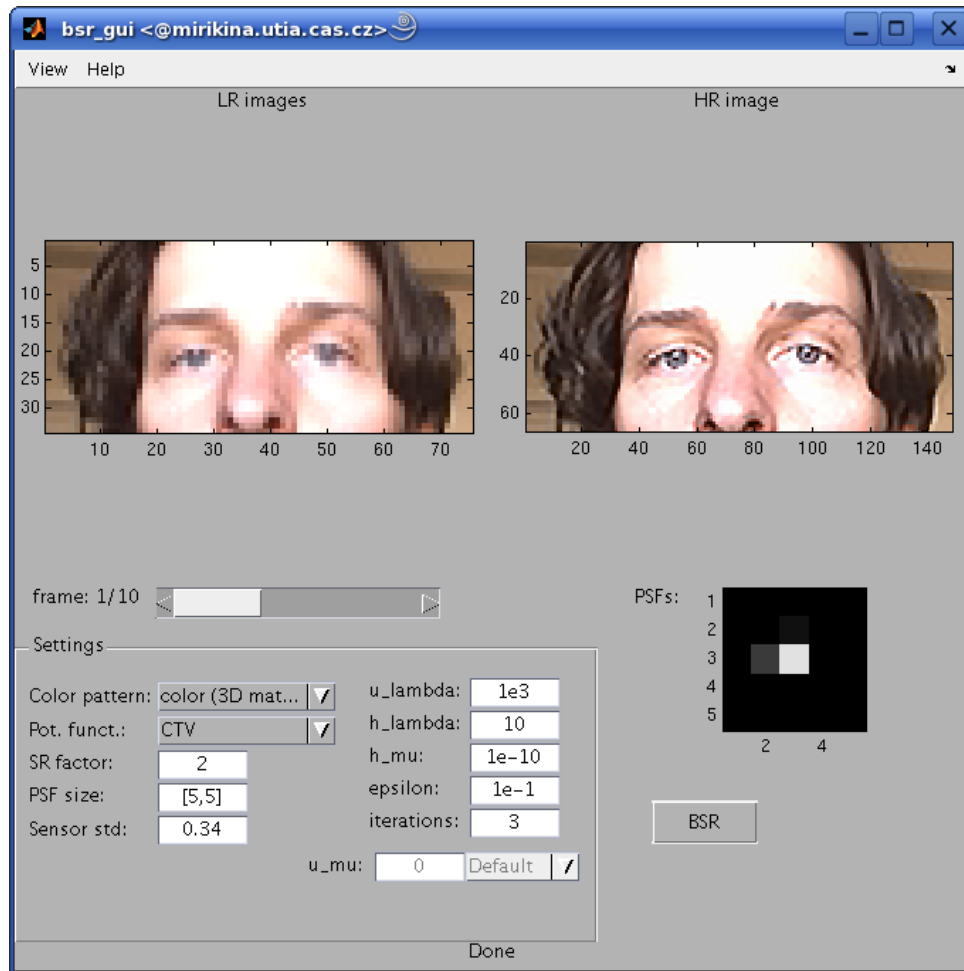 bsr_gui <@mirikina.utia.cas.cz>
View Help
LR images
HR image
5
10
15
20
25
30
10 20 30 40 50 60 70
20
40
60
20 40 60 80 100 120 140
frame: 1/10
PSFs:
1
2
3
4
5
2 4
Settings
Color pattern: color (3D mat...
Pot. funct.: CTV
SR factor: 2
PSF size: [5,5]
Sensor std: 0.34
u_lambda: 1e3
h_lambda: 10
h_mu: 1e-10
epsilon: 1e-1
iterations: 3
u_mu: 0 Default
BSR
Done